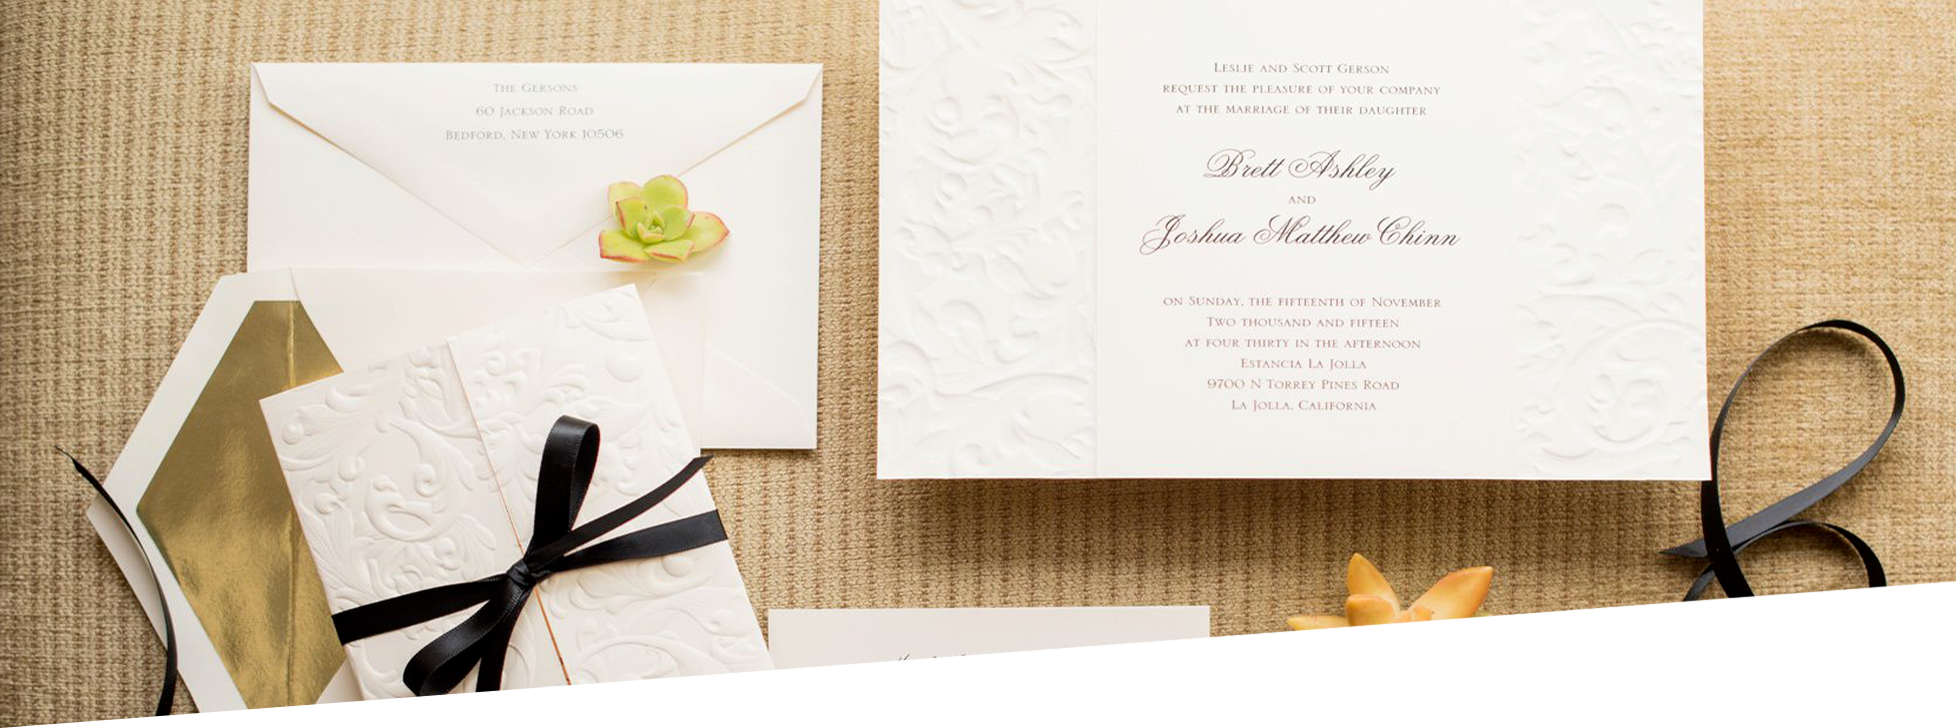 The Gersons
60 Jackson Road
Bedford, New York 10506
Leslie and Scott Gerson
request the pleasure of your company
at the marriage of their daughter
Brett Ashley
and
Joshua Matthew Chinn
on Sunday, the fifteenth of November
Two thousand and fifteen
at four thirty in the afternoon
Estancia La Jolla
9700 N Torrey Pines Road
La Jolla, California